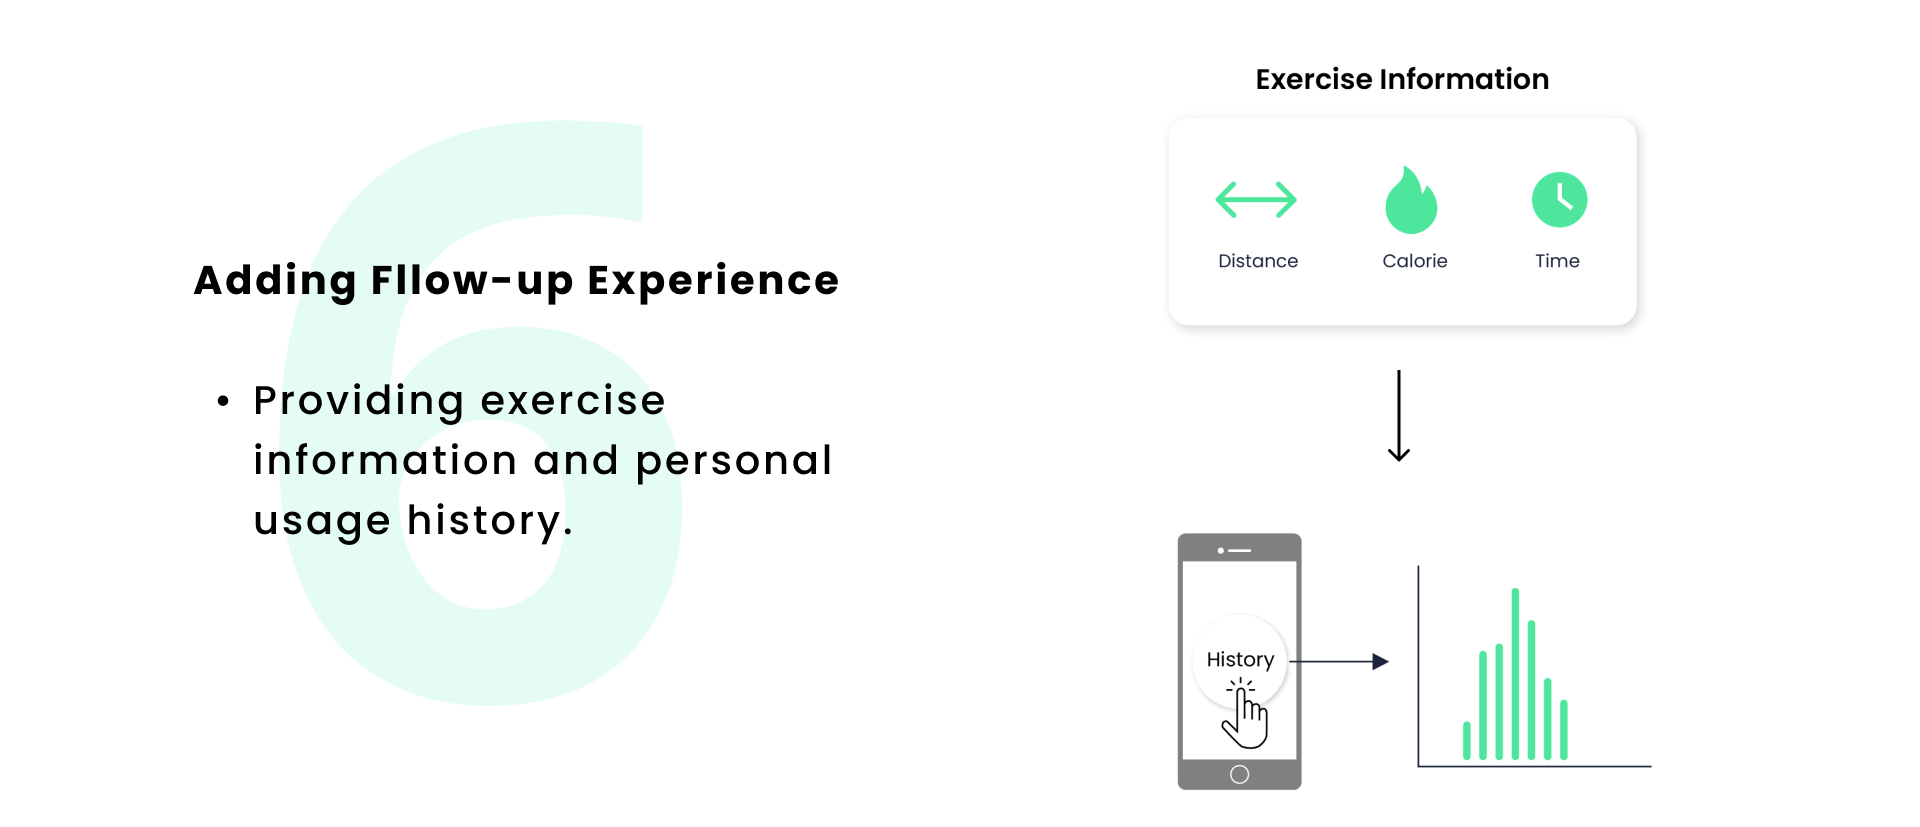 6
Adding Fllow-up Experience
• Providing exercise
information and personal
usage history.
Exercise Information
Distance Calorie Time
History